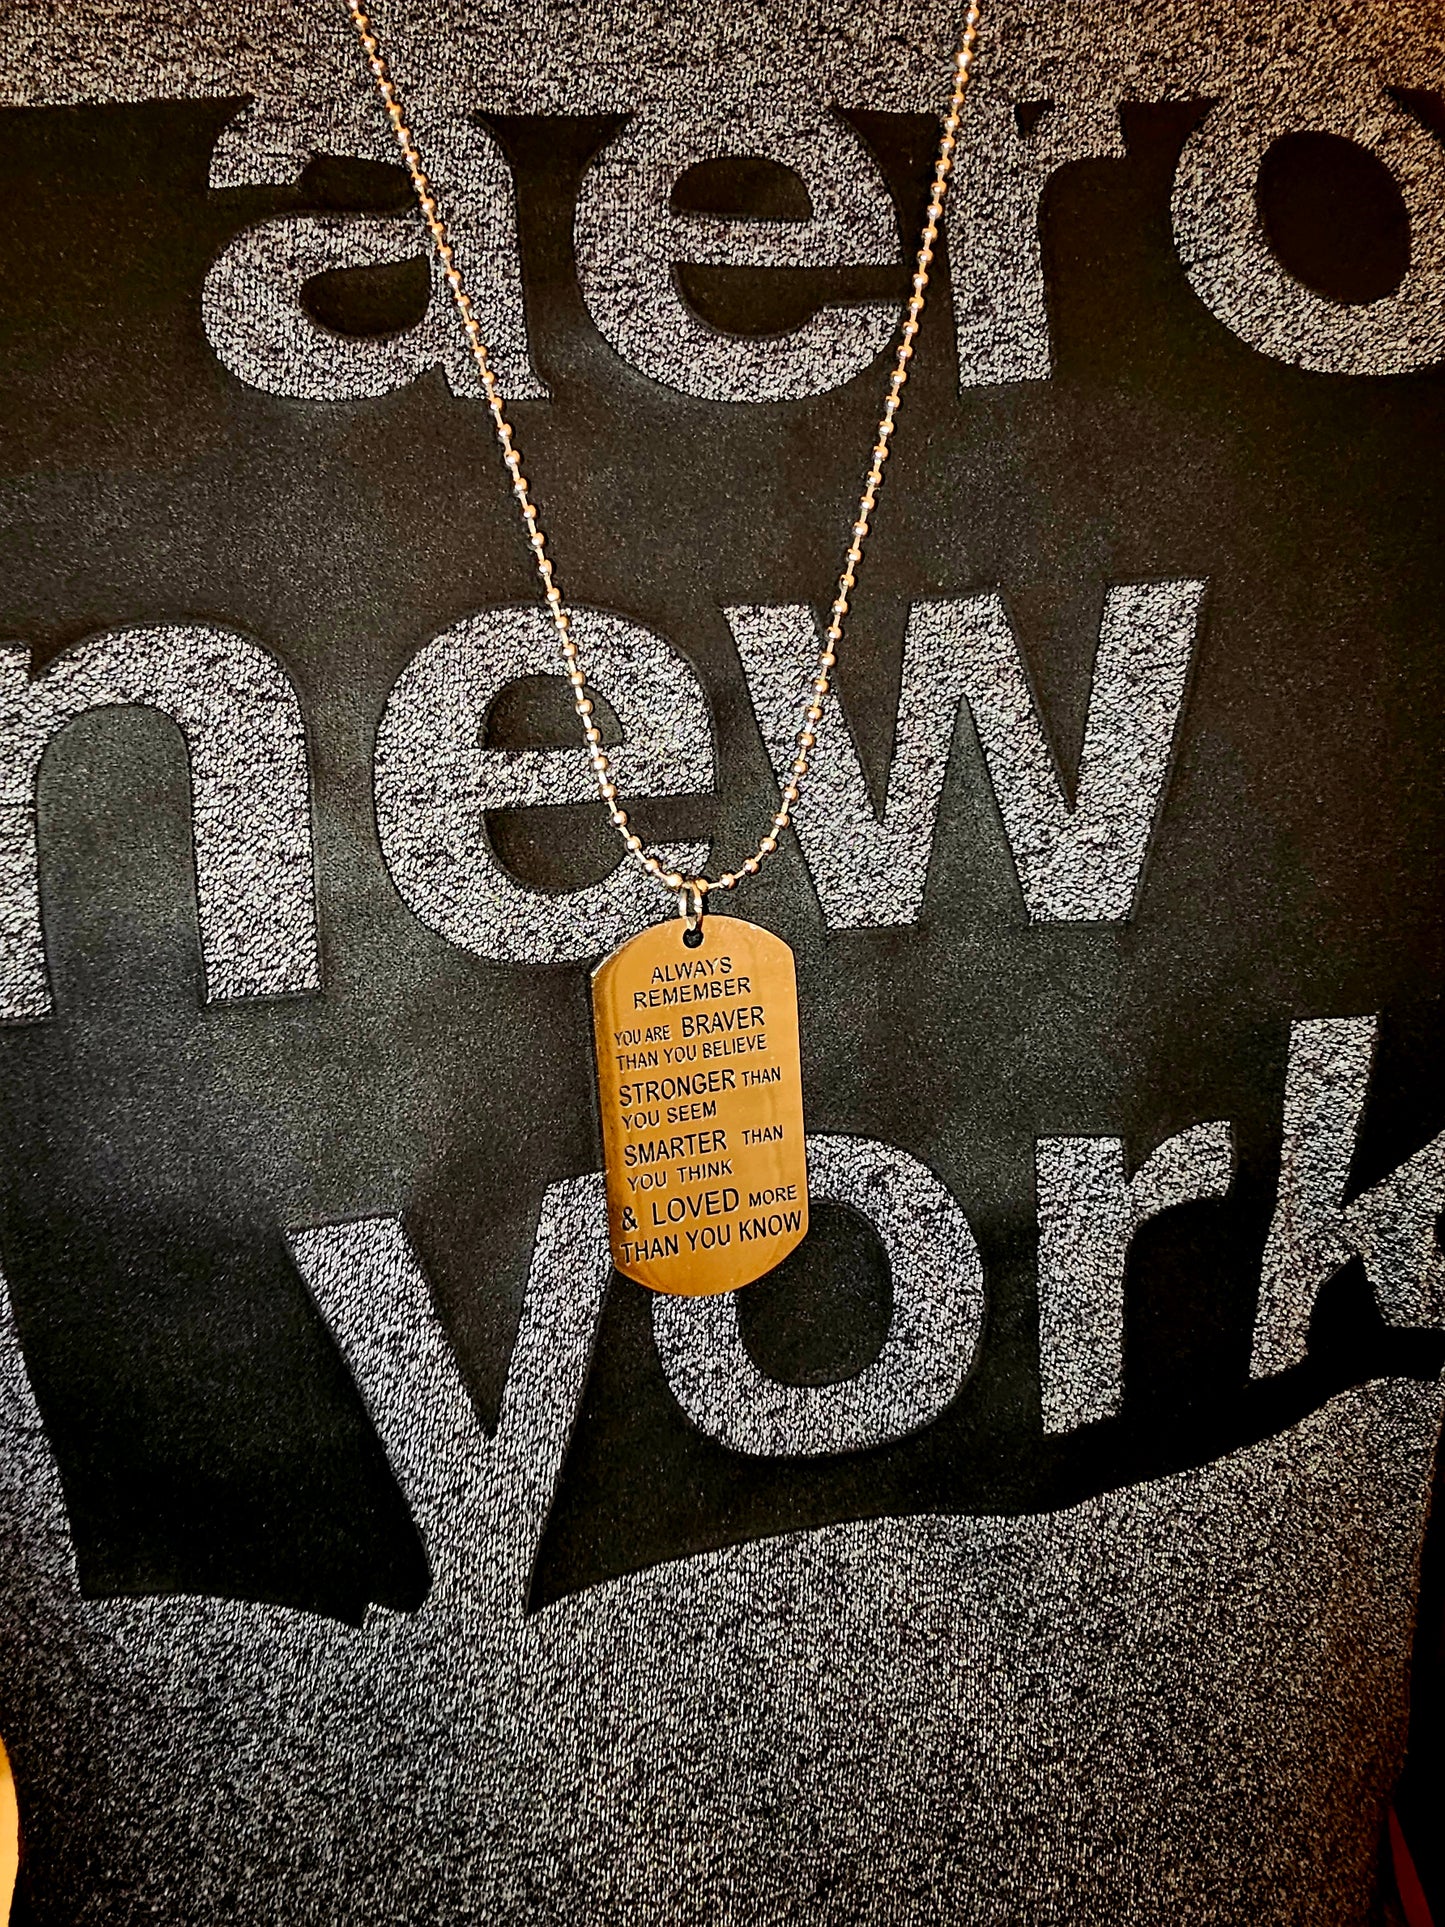 aero
new
york
ALWAYS
REMEMBER
YOU ARE BRAVER
THAN YOU BELIEVE
STRONGER THAN
YOU SEEM
SMARTER THAN
YOU THINK
& LOVED MORE
THAN YOU KNOW